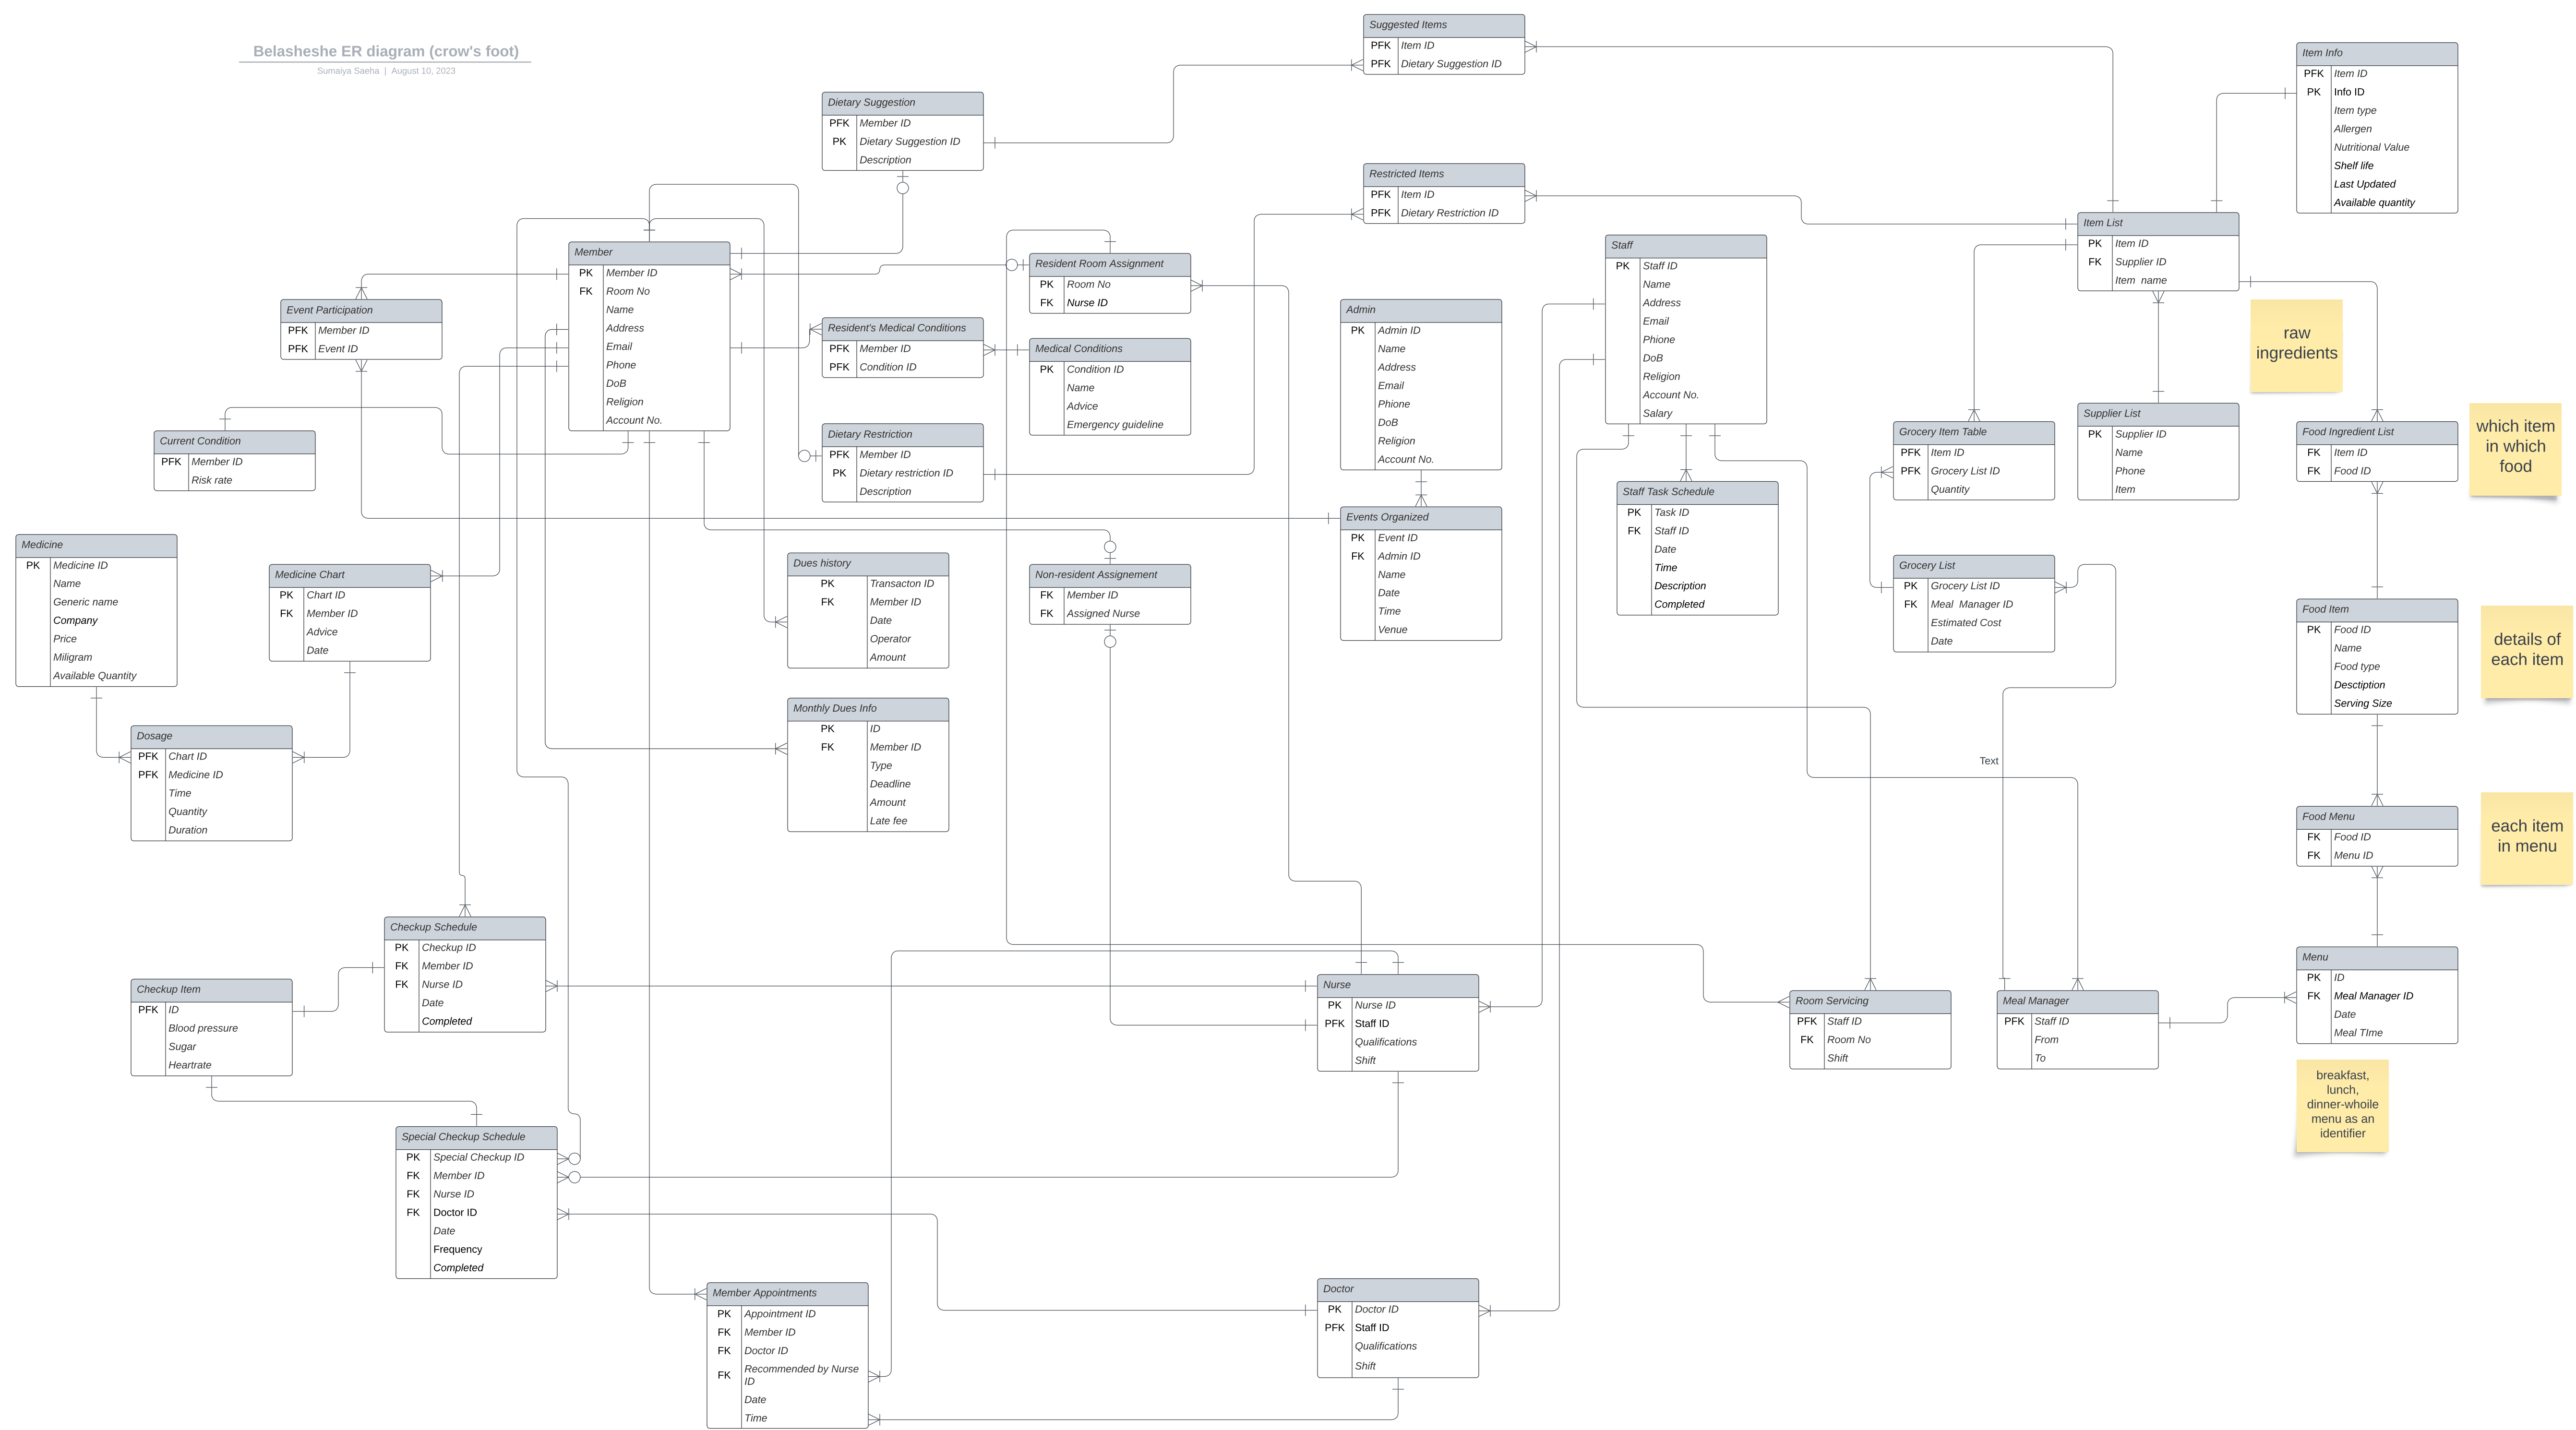 Belasheshe ER diagram (crow's foot)
Sumaiya Saeha | August 10, 2023
Suggested Items
PFK Item ID
PFK Dietary Suggestion ID
Item Info
PFK Item ID
PK Info ID
Item type
Allergen
Nutritional Value
Shelf life
Last Updated
Available quantity
Dietary Suggestion
PFK Member ID
PK Dietary Suggestion ID
Description
Restricted Items
PFK Item ID
PFK Dietary Restriction ID
Item List
PK Item ID
FK Supplier ID
Item name
Member
PK Member ID
FK Room No
Name
Address
Email
Phone
DoB
Religion
Account No.
Resident Room Assignment
PK Room No
FK Nurse ID
Staff
PK Staff ID
Name
Address
Email
Phione
DoB
Religion
Account No.
Salary
Event Participation
PFK Member ID
PFK Event ID
Admin
PK Admin ID
Name
Address
Email
Phione
DoB
Religion
Account No.
raw
ingredients
Resident's Medical Conditions
PFK Member ID
PFK Condition ID
Medical Conditions
PK Condition ID
Name
Advice
Emergency guideline
Current Condition
PFK Member ID
Risk rate
Dietary Restriction
PFK Member ID
PK Dietary restriction ID
Description
Supplier List
PK Supplier ID
Name
Phone
Item
Grocery Item Table
PFK Item ID
PFK Grocery List ID
Quantity
Food Ingredient List
FK Item ID
FK Food ID
which item
in which
food
Staff Task Schedule
PK Task ID
FK Staff ID
Date
Time
Description
Completed
Events Organized
PK Event ID
FK Admin ID
Name
Date
Time
Venue
Medicine
PK Medicine ID
Name
Generic name
Company
Price
Miligram
Available Quantity
Medicine Chart
PK Chart ID
FK Member ID
Advice
Date
Dues history
PK Transacton ID
FK Member ID
Date
Operator
Amount
Non-resident Assignement
FK Member ID
FK Assigned Nurse
Grocery List
PK Grocery List ID
FK Meal Manager ID
Estimated Cost
Date
Food Item
PK Food ID
Name
Food type
Desctiption
Serving Size
details of
each item
Dosage
PFK Chart ID
PFK Medicine ID
Time
Quantity
Duration
Monthly Dues Info
PK ID
FK Member ID
Type
Deadline
Amount
Late fee
Text
Food Menu
FK Food ID
FK Menu ID
each item
in menu
Checkup Schedule
PK Checkup ID
FK Member ID
FK Nurse ID
Date
Completed
Checkup Item
PFK ID
Blood pressure
Sugar
Heartrate
Nurse
PK Nurse ID
PFK Staff ID
Qualifications
Shift
Room Servicing
PFK Staff ID
FK Room No
Shift
Meal Manager
PFK Staff ID
From
To
Menu
PK ID
FK Meal Manager ID
Date
Meal TIme
breakfast,
lunch,
dinner-whoile
menu as an
identifier
Special Checkup Schedule
PK Special Checkup ID
FK Member ID
FK Nurse ID
FK Doctor ID
Date
Frequency
Completed
Member Appointments
PK Appointment ID
FK Member ID
FK Doctor ID
FK Recommended by Nurse
ID
Date
Time
Doctor
PK Doctor ID
PFK Staff ID
Qualifications
Shift